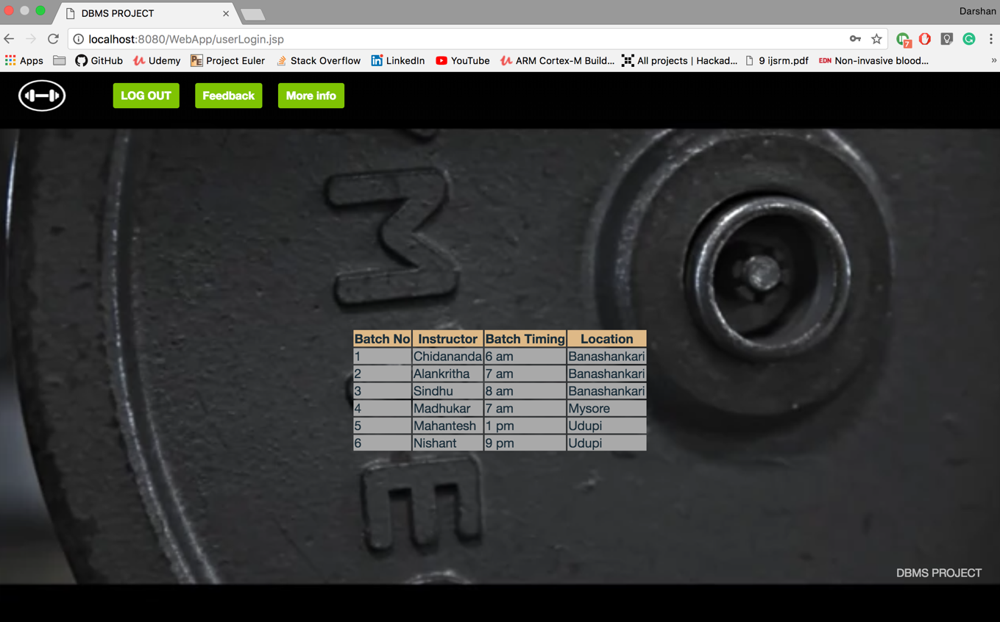 DBMS PROJECT
Darshan
localhost:8080/WebApp/userLogin.jsp
7
Apps GitHub Udemy PE Project Euler Stack Overflow LinkedIn YouTube ARM Cortex-M Build... All projects | Hackad... 9 ijsrm.pdf EDN Non-invasive blood... »
LOG OUT Feedback More info
M
Batch No Instructor Batch Timing Location
1 Chidananda 6 am Banashankari
2 Alankritha 7 am Banashankari
3 Sindhu 8 am Banashankari
4 Madhukar 7 am Mysore
5 Mahantesh 1 pm Udupi
6 Nishant 9 pm Udupi
E
DBMS PROJECT